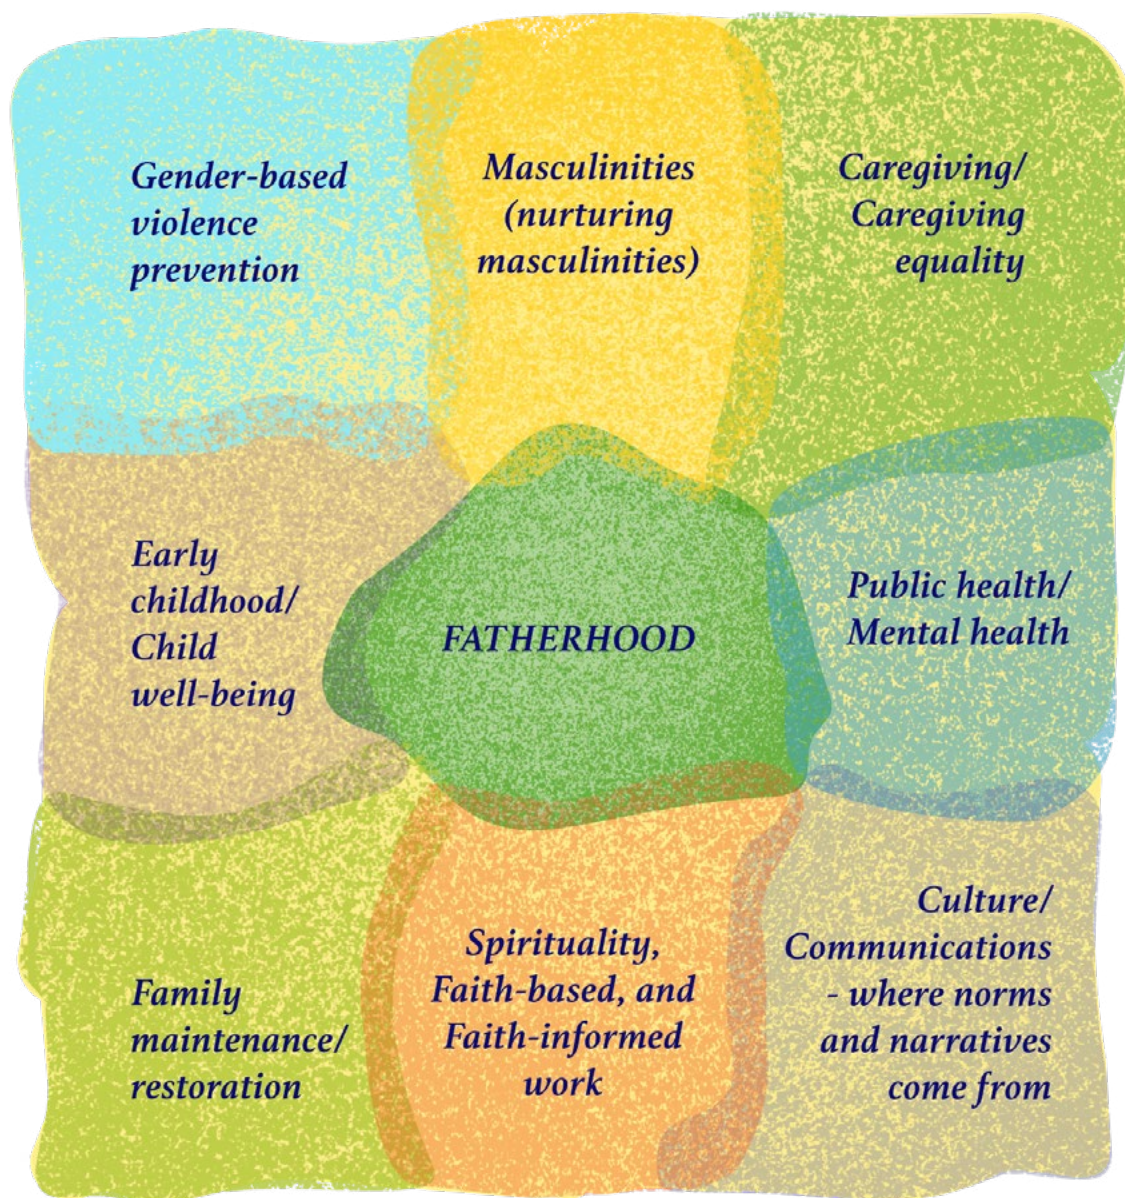 Gender-based
violence
prevention
Masculinities
(nurturing
masculinities)
Caregiving/
Caregiving
equality
Early
childhood/
Child
well-being
FATHERHOOD
Public health/
Mental health
Family
maintenance/
restoration
Spirituality,
Faith-based, and
Faith-informed
work
Culture/
Communications
- where norms
and narratives
come from